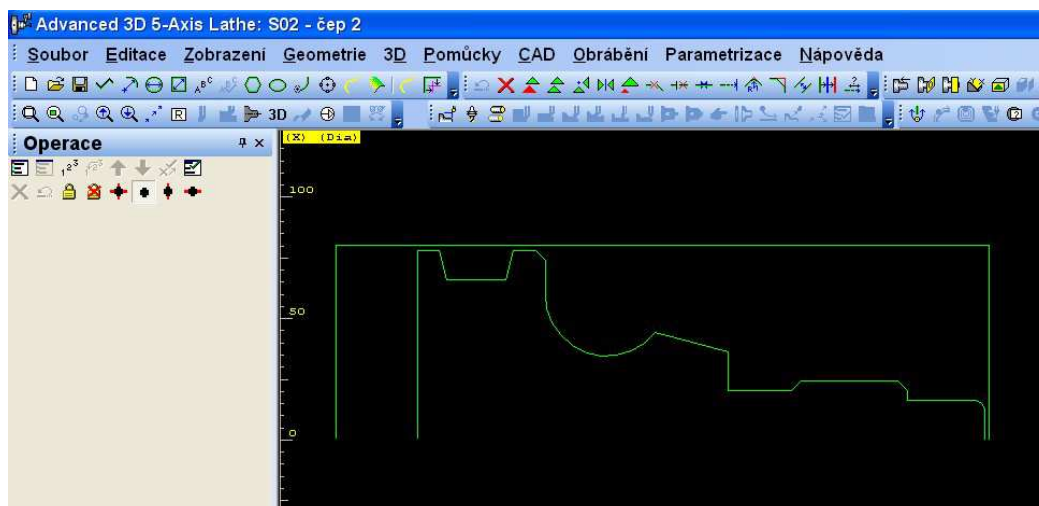 Advanced 3D 5-Axis Lathe: S02 - čep 2
Soubor Editace Zobrazení Geometrie 3D Pomůcky CAD Obrábění Parametrizace Nápověda
3D
Operace
(X) (Dia)
100
50
0